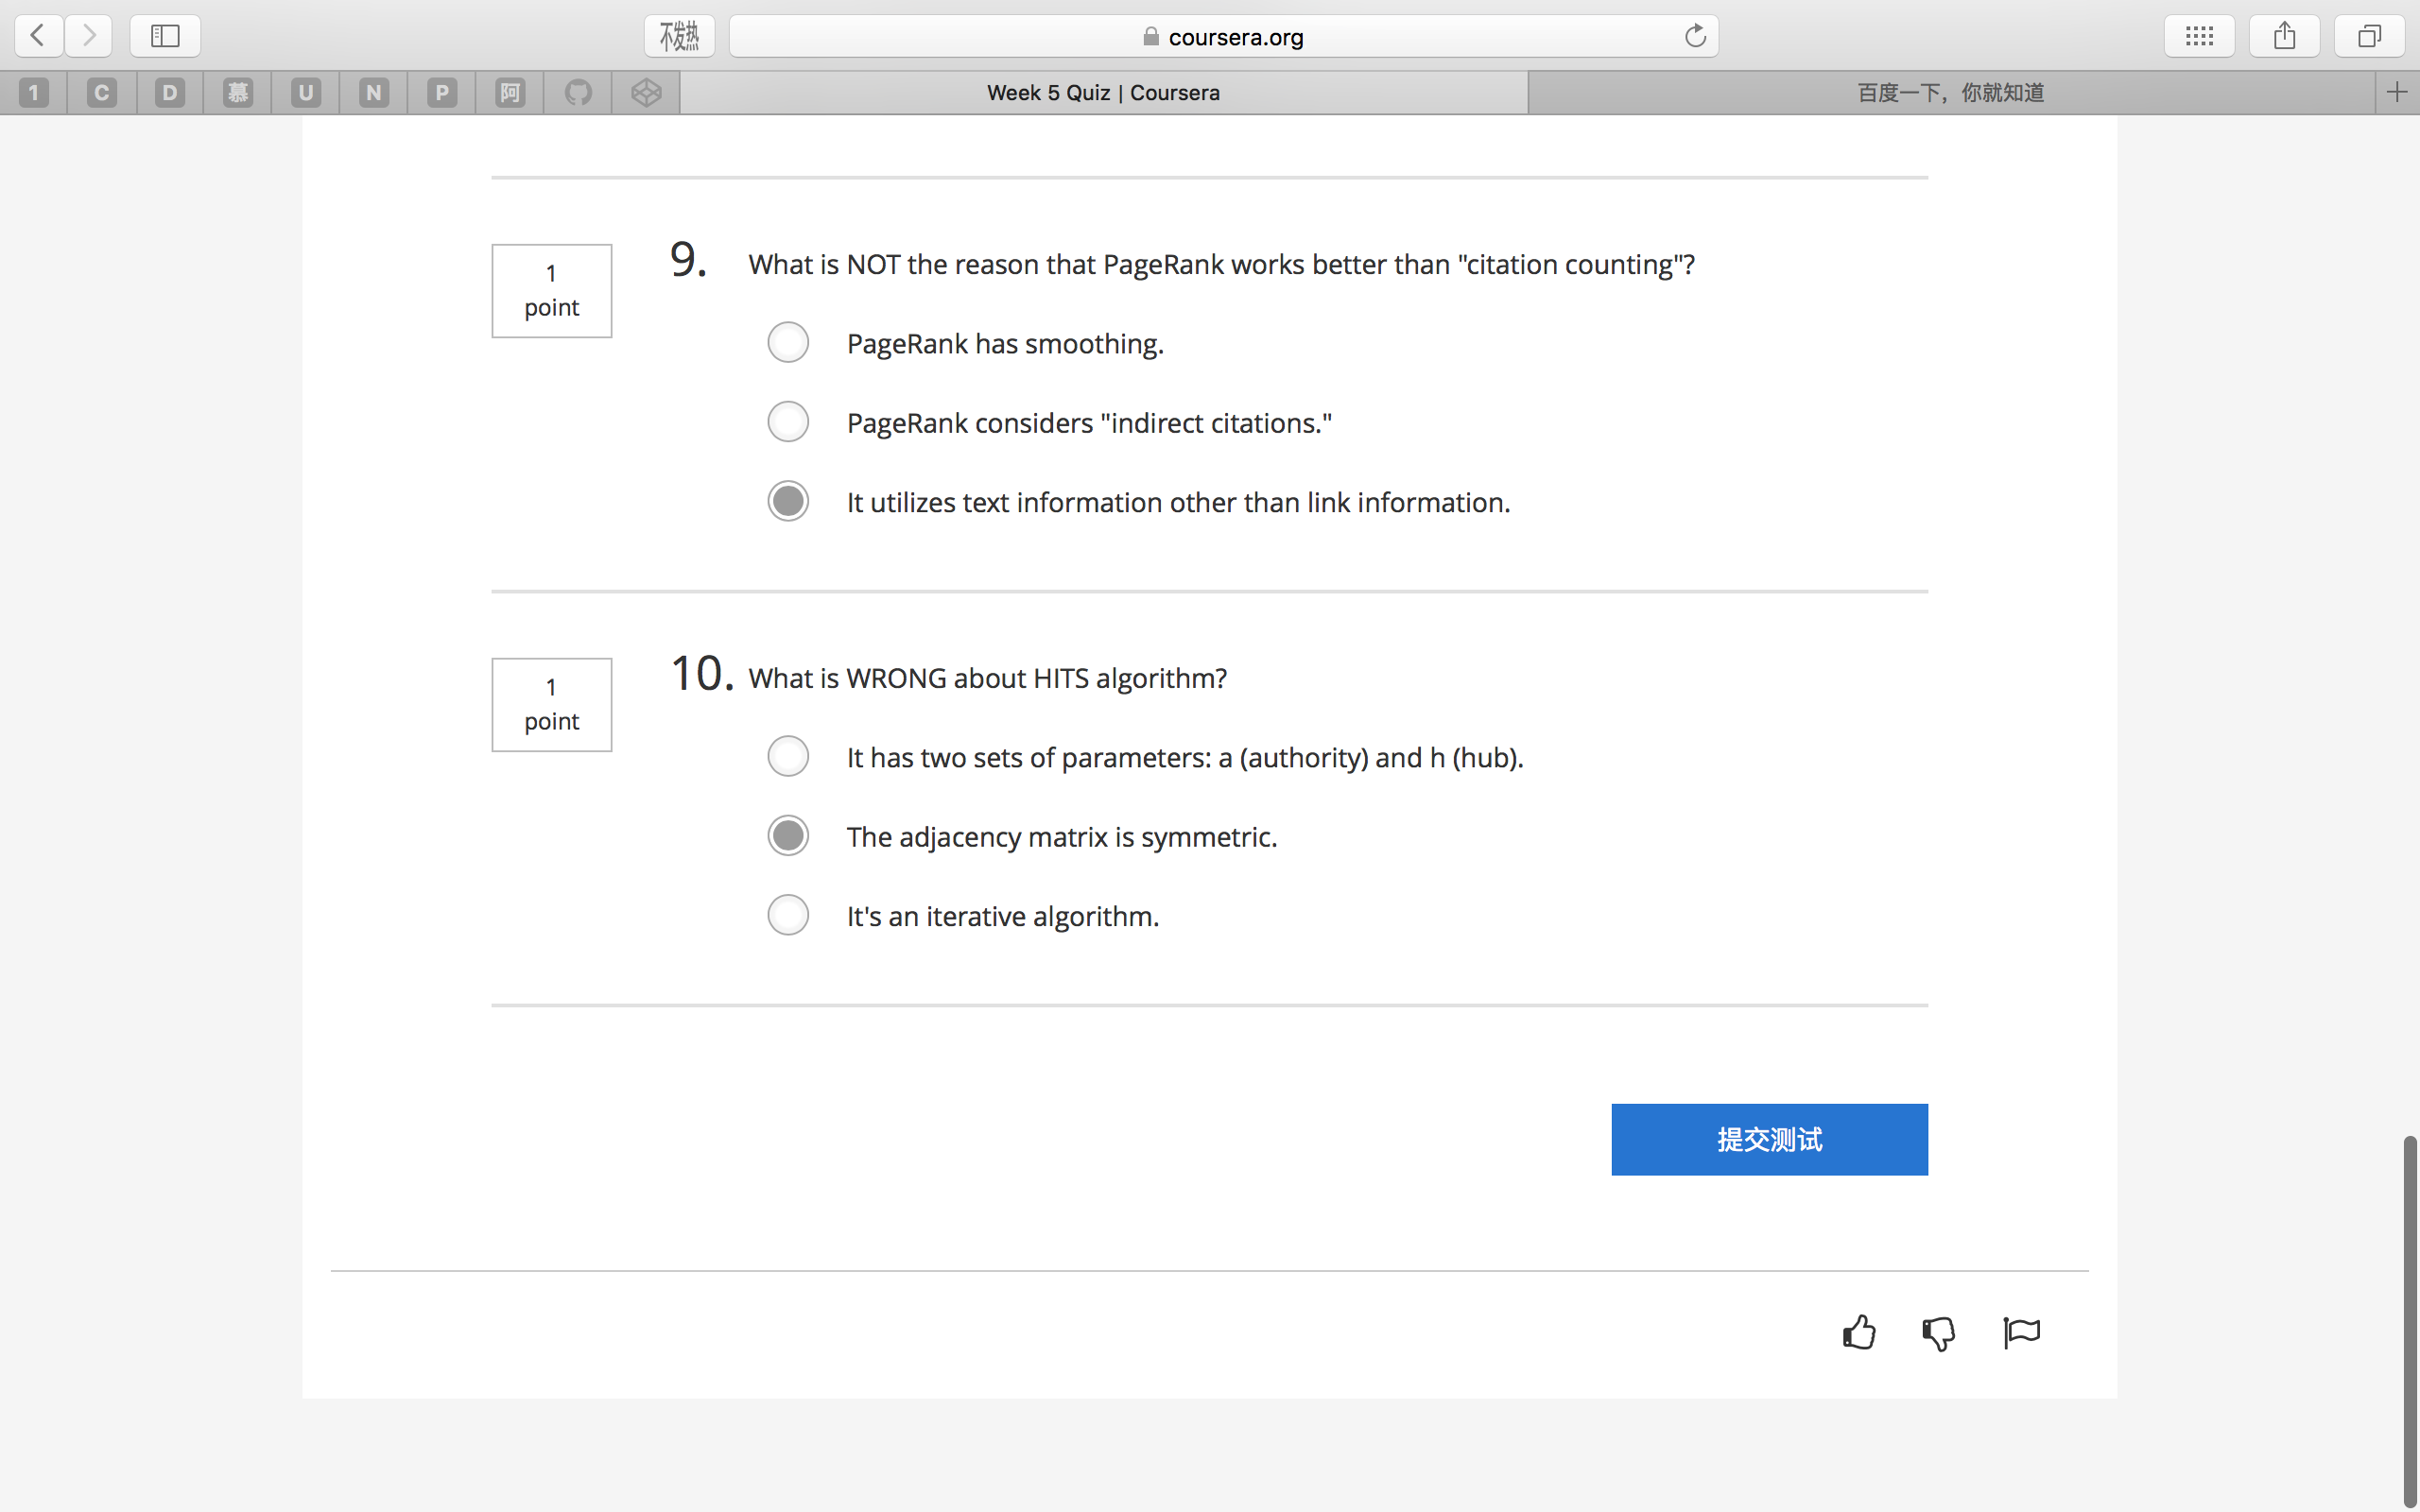 不发热
coursera.org
1 C D 慕 U N P 阿
Week 5 Quiz | Coursera
百度一下，你就知道
1
point
9. What is NOT the reason that PageRank works better than "citation counting"?
PageRank has smoothing.
PageRank considers "indirect citations."
It utilizes text information other than link information.
1
point
10. What is WRONG about HITS algorithm?
It has two sets of parameters: a (authority) and h (hub).
The adjacency matrix is symmetric.
It's an iterative algorithm.
提交测试